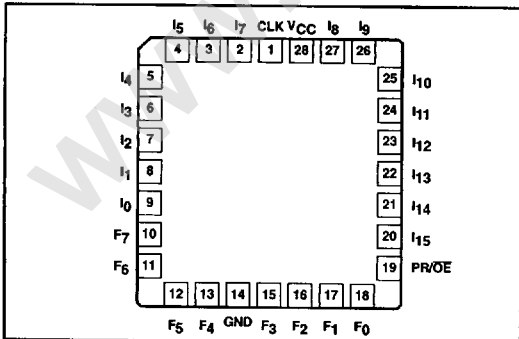 I5 I6 I7 CLK VCC I8 I9
4 3 2 1 28 27 26
I4 5 25 I10
I3 6 24 I11
I2 7 23 I12
I1 8 22 I13
I0 9 21 I14
F7 10 20 I15
F6 11 19 PR/OE
12 13 14 15 16 17 18
F5 F4 GND F3 F2 F1 F0